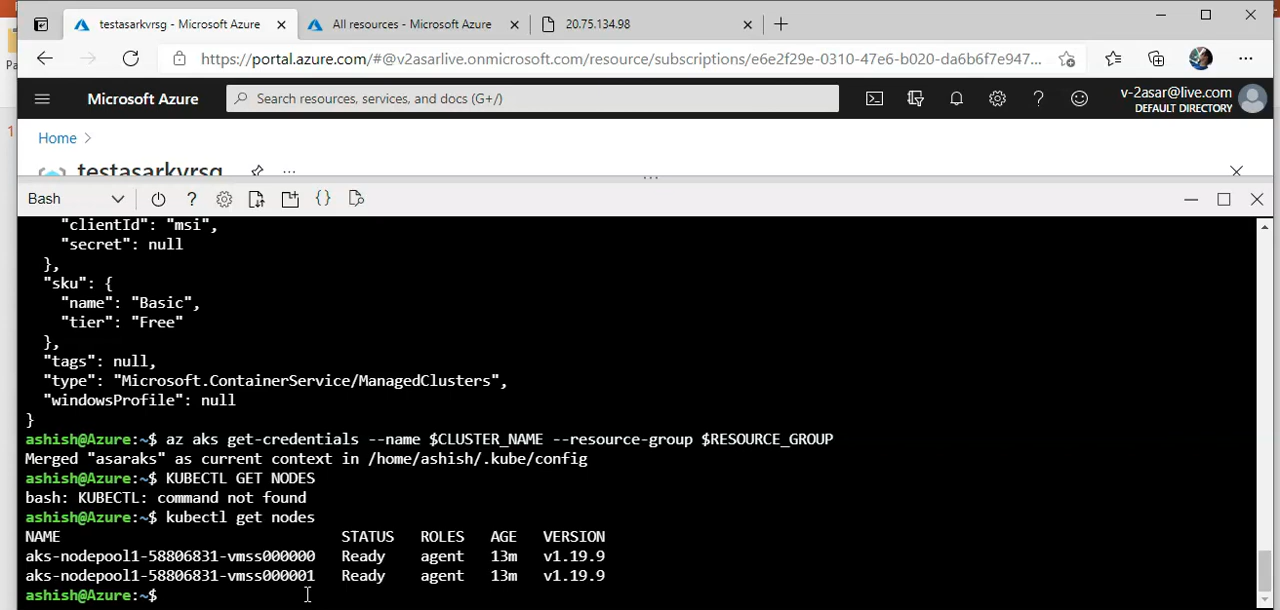 testasarkvrsg - Microsoft Azure
All resources - Microsoft Azure
20.75.134.98
https://portal.azure.com/#@v2asarlive.onmicrosoft.com/resource/subscriptions/e6e2f29e-0310-47e6-b020-da6b6f7e947...
Microsoft Azure
Search resources, services, and docs (G+/)
v-2asar@live.com
DEFAULT DIRECTORY
Pa
1
Home >
testasarkvrsg
Bash
"clientId": "msi",
"secret": null
},
"sku": {
"name": "Basic",
"tier": "Free"
},
"tags": null,
"type": "Microsoft.ContainerService/ManagedClusters",
"windowsProfile": null
}
ashish@Azure:~$ az aks get-credentials --name $CLUSTER_NAME --resource-group $RESOURCE_GROUP
Merged "asaraks" as current context in /home/ashish/.kube/config
ashish@Azure:~$ KUBECTL GET NODES
bash: KUBECTL: command not found
ashish@Azure:~$ kubectl get nodes
NAME STATUS ROLES AGE VERSION
aks-nodepool1-58806831-vmss000000 Ready agent 13m v1.19.9
aks-nodepool1-58806831-vmss000001 Ready agent 13m v1.19.9
ashish@Azure:~$